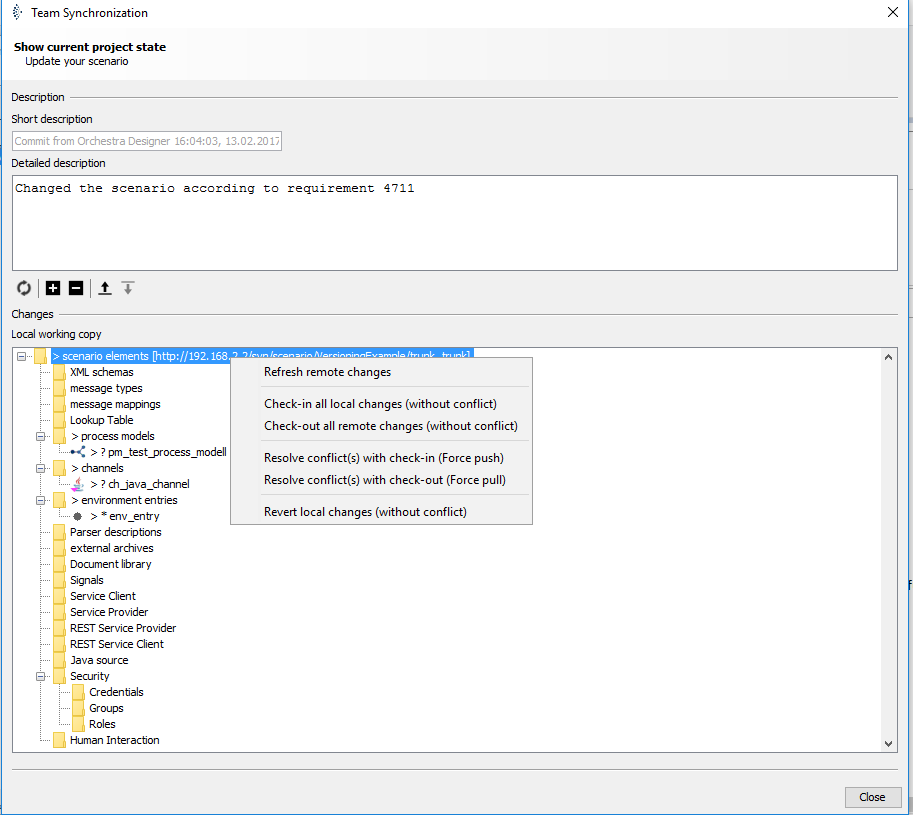 Team Synchronization
Show current project state
Update your scenario
Description
Short description
Commit from Orchestra Designer 16:04:03, 13.02.2017
Detailed description
Changed the scenario according to requirement 4711
Changes
Local working copy
> scenario elements [http://192.168.2.2/svn/scenario/VersioningExample/trunk, trunk]
XML schemas
message types
message mappings
Lookup Table
> process models
> ? pm_test_process_modell
> channels
> ? ch_java_channel
> environment entries
> * env_entry
Parser descriptions
external archives
Document library
Signals
Service Client
Service Provider
REST Service Provider
REST Service Client
Java source
Security
Credentials
Groups
Roles
Human Interaction
Refresh remote changes
Check-in all local changes (without conflict)
Check-out all remote changes (without conflict)
Resolve conflict(s) with check-in (Force push)
Resolve conflict(s) with check-out (Force pull)
Revert local changes (without conflict)
Close